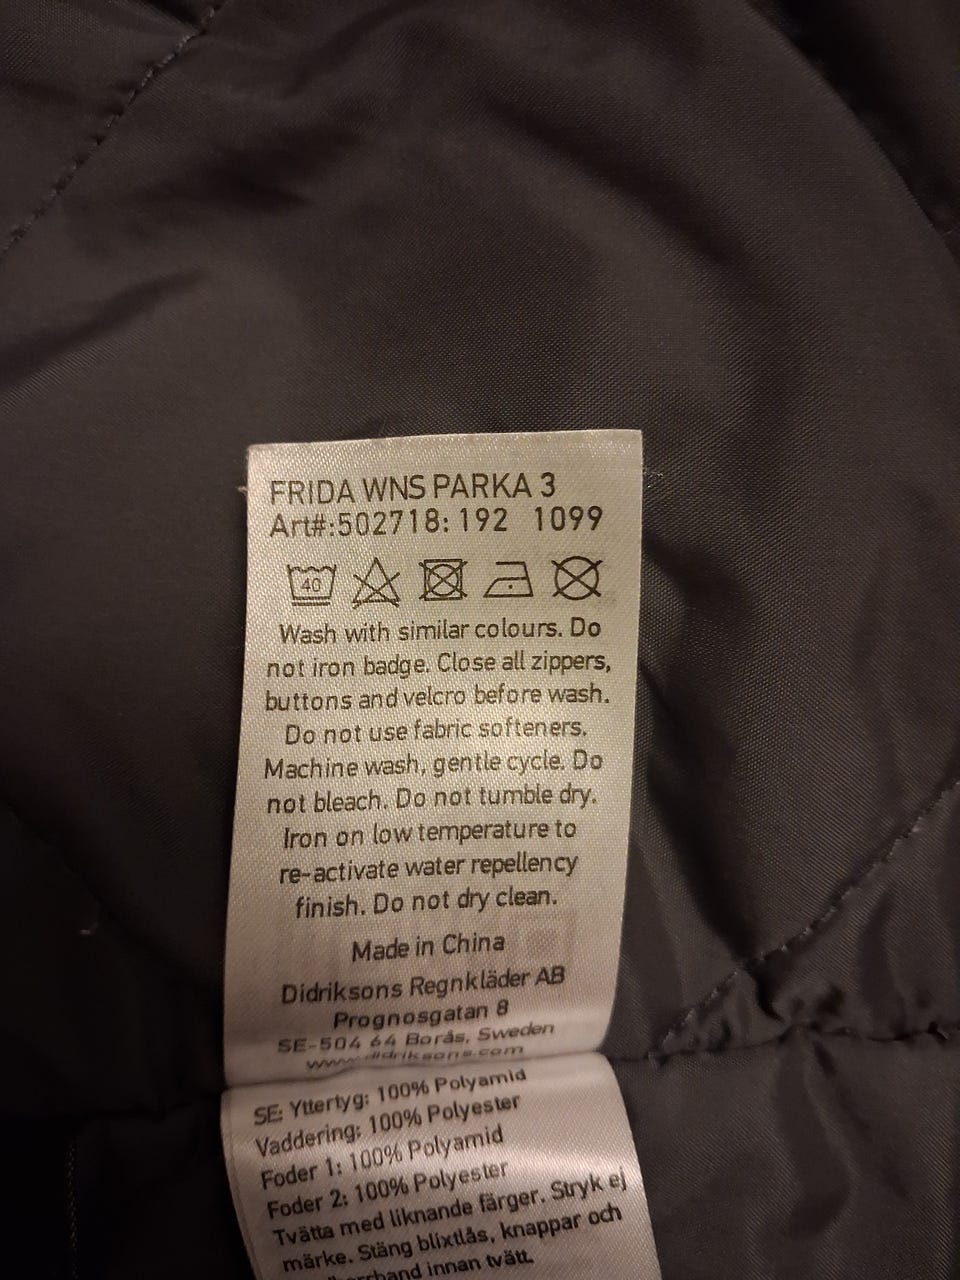 FRIDA WNS PARKA 3
Art#:502718: 192 1099
40
Wash with similar colours. Do
not iron badge. Close all zippers,
buttons and velcro before wash.
Do not use fabric softeners.
Machine wash, gentle cycle. Do
not bleach. Do not tumble dry.
Iron on low temperature to
re-activate water repellency
finish. Do not dry clean.
Made in China
Didriksons Regnkläder AB
Prognosgatan 8
SE-504 64 Borås, Sweden
www.didriksons.com
SE: Yttertyg: 100% Polyamid
Vaddering: 100% Polyester
Foder 1: 100% Polyamid
Foder 2: 100% Polyester
Tvätta med liknande färger. Stryk ej
märke. Stäng blixtlås, knappar och
innan tvätt.